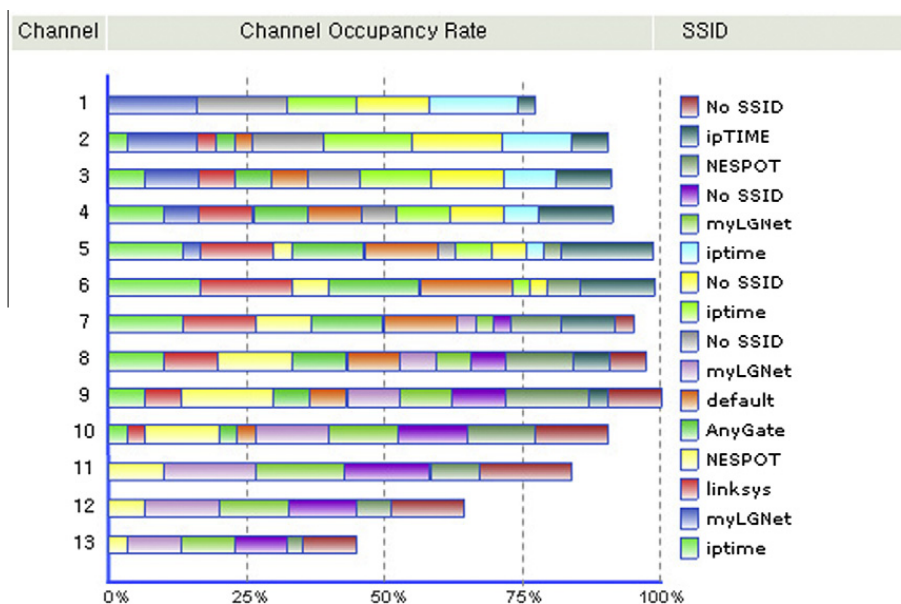 Channel Channel Occupancy Rate SSID
1
2
3
4
5
6
7
8
9
10
11
12
13
0% 25% 50% 75% 100%
No SSID
ipTIME
NESPOT
No SSID
myLGNet
iptime
No SSID
iptime
No SSID
myLGNet
default
AnyGate
NESPOT
linksys
myLGNet
iptime